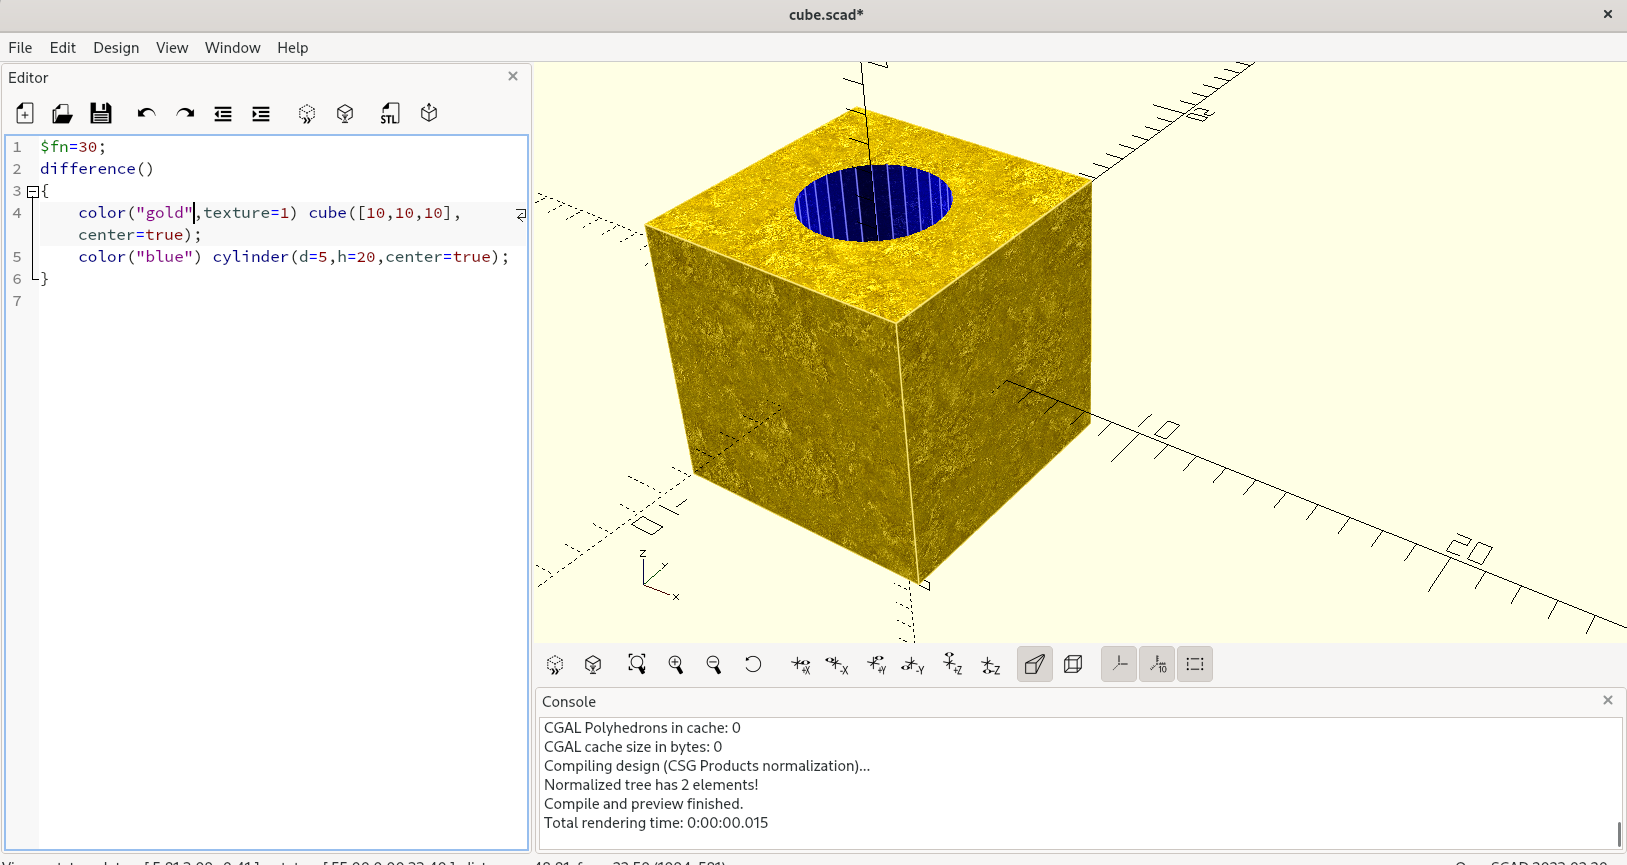 cube.scad*
File Edit Design View Window Help
Editor
STL
1 $fn=30;
2 difference()
3 {
4 color("gold",texture=1) cube([10,10,10],
center=true);
5 color("blue") cylinder(d=5,h=20,center=true);
6 }
7
10
20
z
y
x
+X -X +Y -Y +Z -Z 10
Console
CGAL Polyhedrons in cache: 0
CGAL cache size in bytes: 0
Compiling design (CSG Products normalization)...
Normalized tree has 2 elements!
Compile and preview finished.
Total rendering time: 0:00:00.015